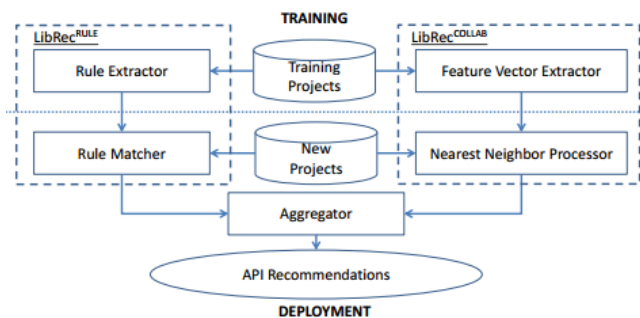 TRAINING
LibRecRULE
LibRecCOLLAB
Rule Extractor
Training
Projects
Feature Vector Extractor
Rule Matcher
New
Projects
Nearest Neighbor Processor
Aggregator
API Recommendations
DEPLOYMENT